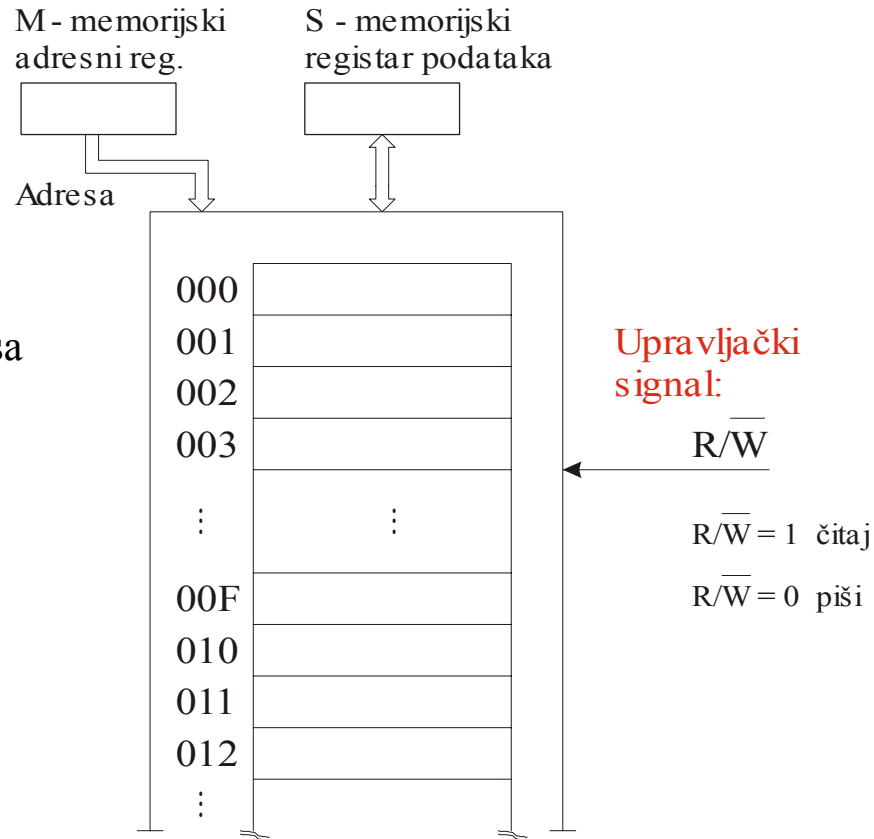 M - memorijski
adresni reg.
S - memorijski
registar podataka
Adresa
000
sa
001
002
003
⋮ ⋮
00F
010
011
012
⋮
Upravljački
signal:
R/W̅
R/W̅ = 1 čitaj
R/W̅ = 0 piši